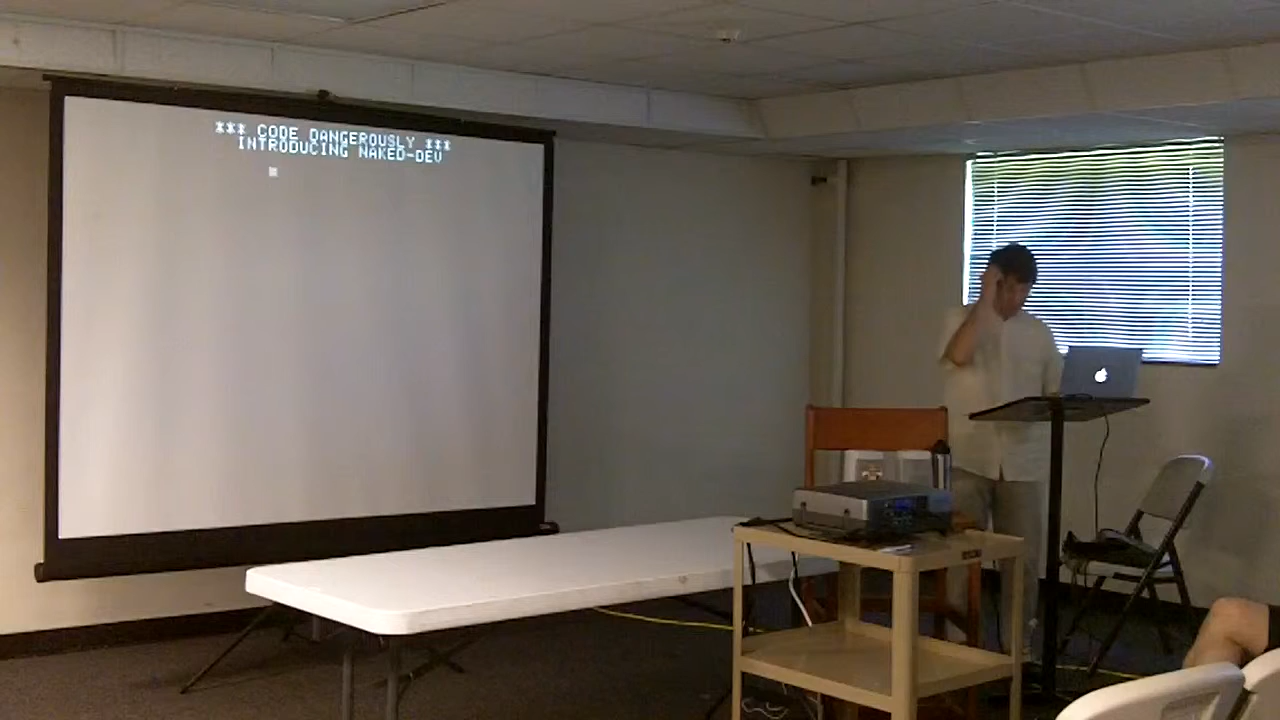 *** CODE DANGEROUSLY ***
INTRODUCING NAKED-DEV